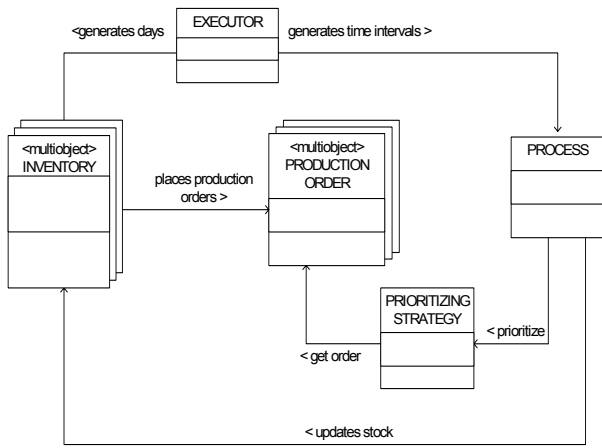 EXECUTOR
<generates days
generates time intervals >
<multiobject>
INVENTORY
<multiobject>
PRODUCTION
ORDER
PROCESS
places production
orders >
PRIORITIZING
STRATEGY
< prioritize
< get order
< updates stock